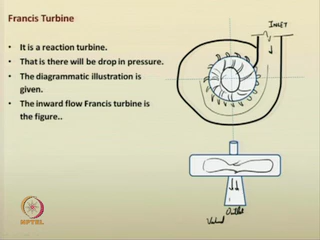 Francis Turbine
• It is a reaction turbine.
• That is there will be drop in pressure.
• The diagrammatic illustration is
given.
• The inward flow Francis turbine is
the figure..
INLET
Outlet
NPTEL